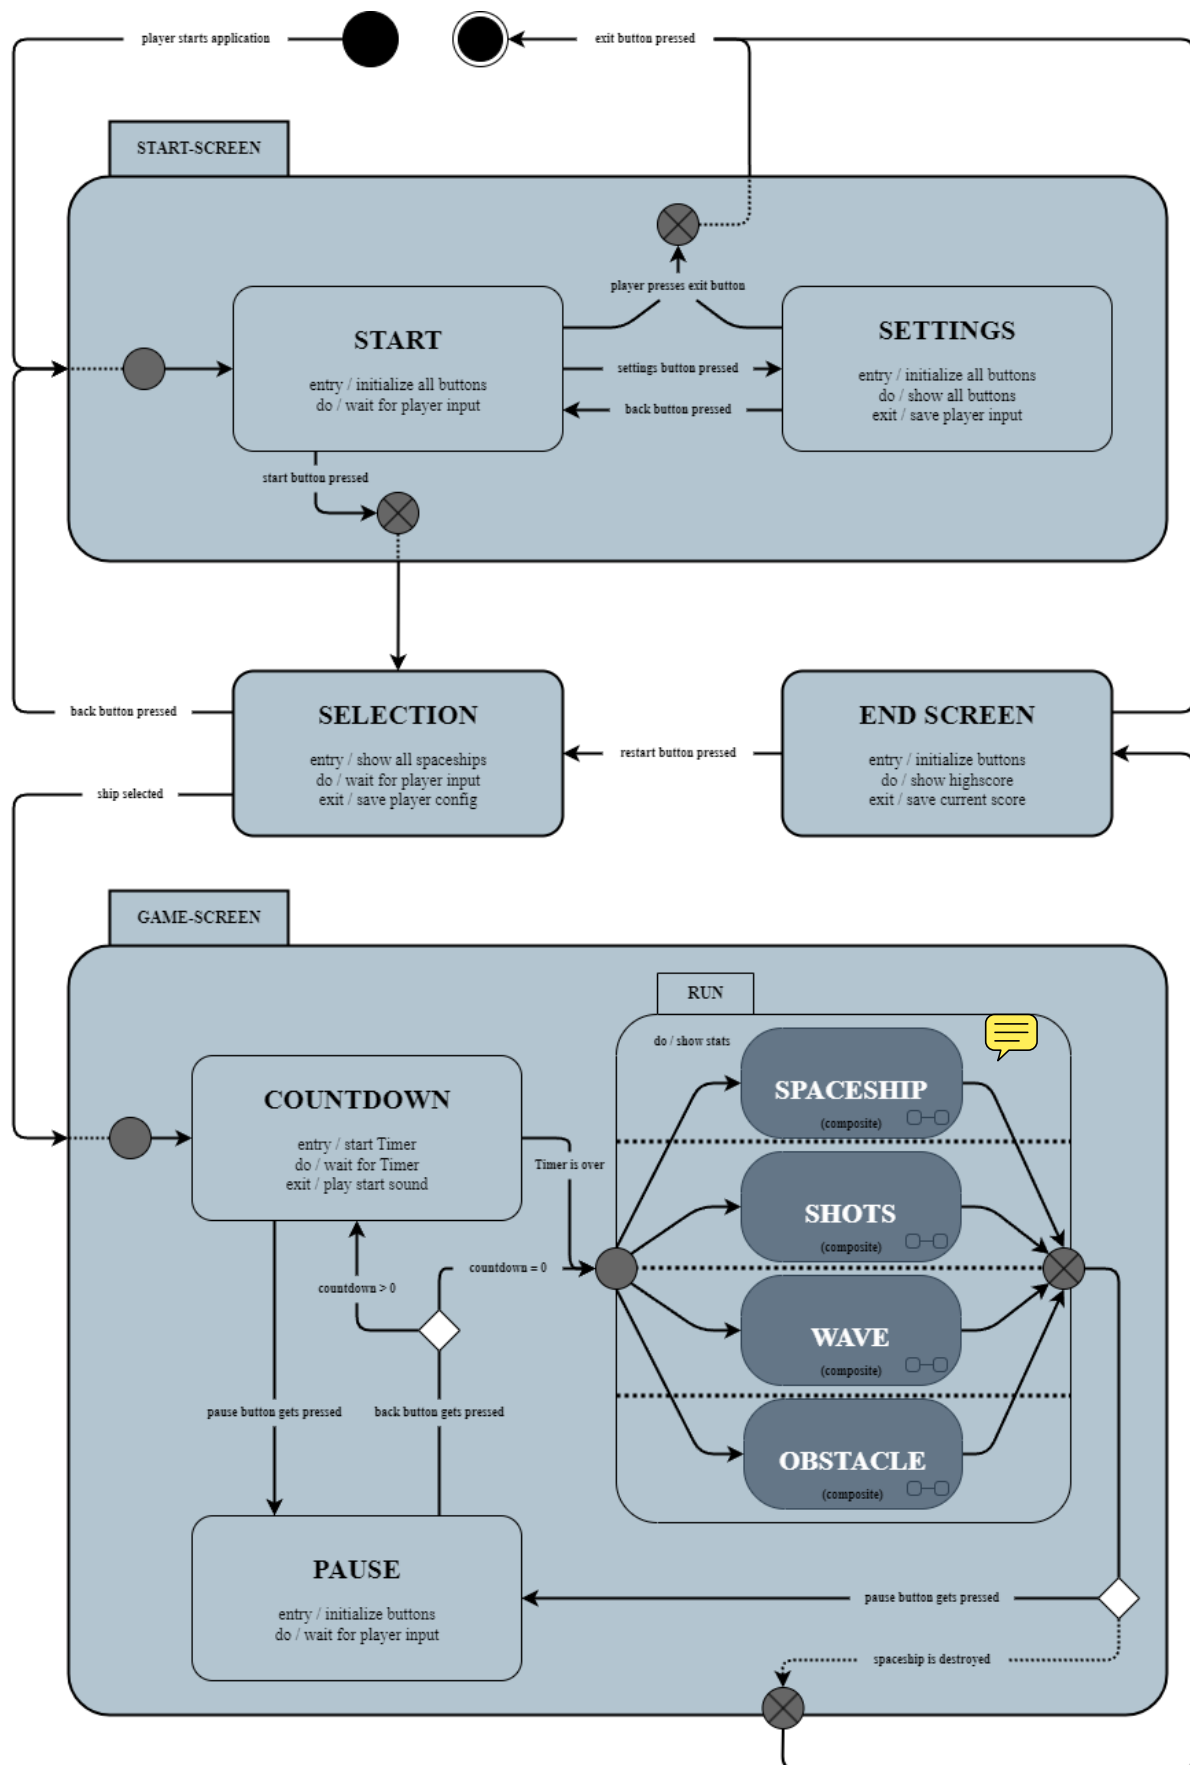 player starts application
exit button pressed
START-SCREEN
player presses exit button
START
entry / initialize all buttons
do / wait for player input
settings button pressed
back button pressed
SETTINGS
entry / initialize all buttons
do / show all buttons
exit / save player input
start button pressed
back button pressed
SELECTION
entry / show all spaceships
do / wait for player input
exit / save player config
restart button pressed
END SCREEN
entry / initialize buttons
do / show highscore
exit / save current score
ship selected
GAME-SCREEN
RUN
do / show stats
COUNTDOWN
entry / start Timer
do / wait for Timer
exit / play start sound
Timer is over
SPACESHIP
(composite)
SHOTS
(composite)
countdown > 0
countdown = 0
WAVE
(composite)
pause button gets pressed
back button gets pressed
OBSTACLE
(composite)
PAUSE
entry / initialize buttons
do / wait for player input
pause button gets pressed
spaceship is destroyed